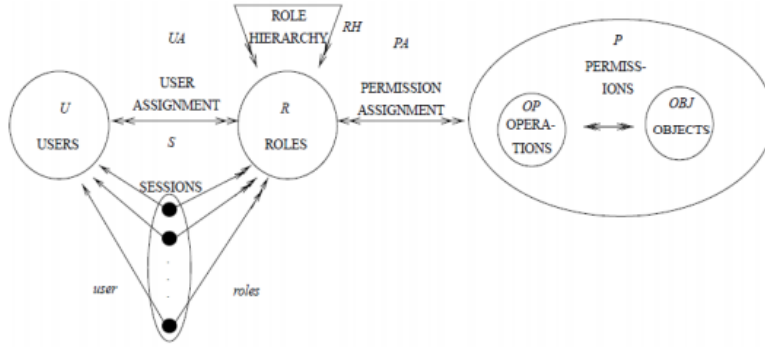 UA
ROLE
HIERARCHY
RH
PA
P
PERMISS-
IONS
U
USERS
USER
ASSIGNMENT
S
R
ROLES
PERMISSION
ASSIGNMENT
OP
OPERA-
TIONS
OBJ
OBJECTS
SESSIONS
user
roles